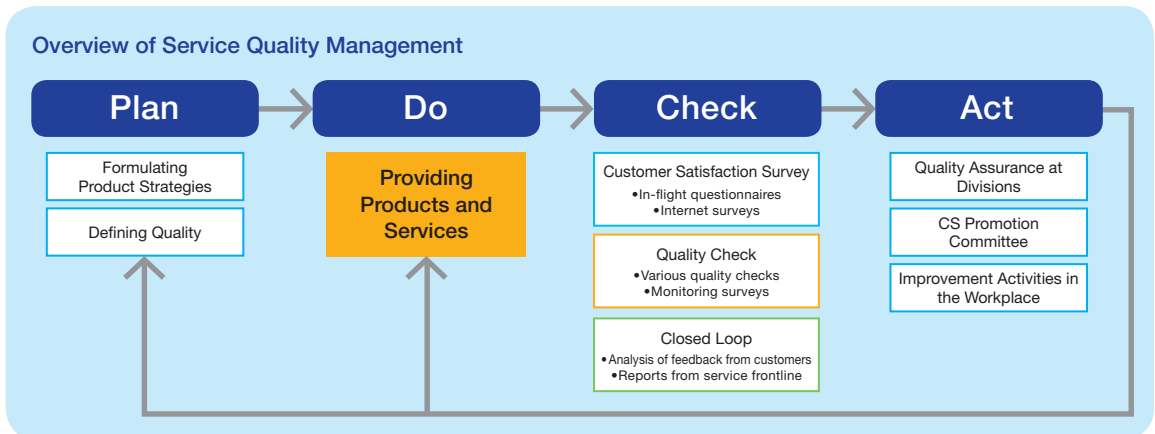 Overview of Service Quality Management
Plan
Do
Check
Act
Formulating
Product Strategies
Defining Quality
Providing
Products and
Services
Customer Satisfaction Survey
•In-flight questionnaires
•Internet surveys
Quality Check
•Various quality checks
•Monitoring surveys
Closed Loop
•Analysis of feedback from customers
•Reports from service frontline
Quality Assurance at
Divisions
CS Promotion
Committee
Improvement Activities in
the Workplace